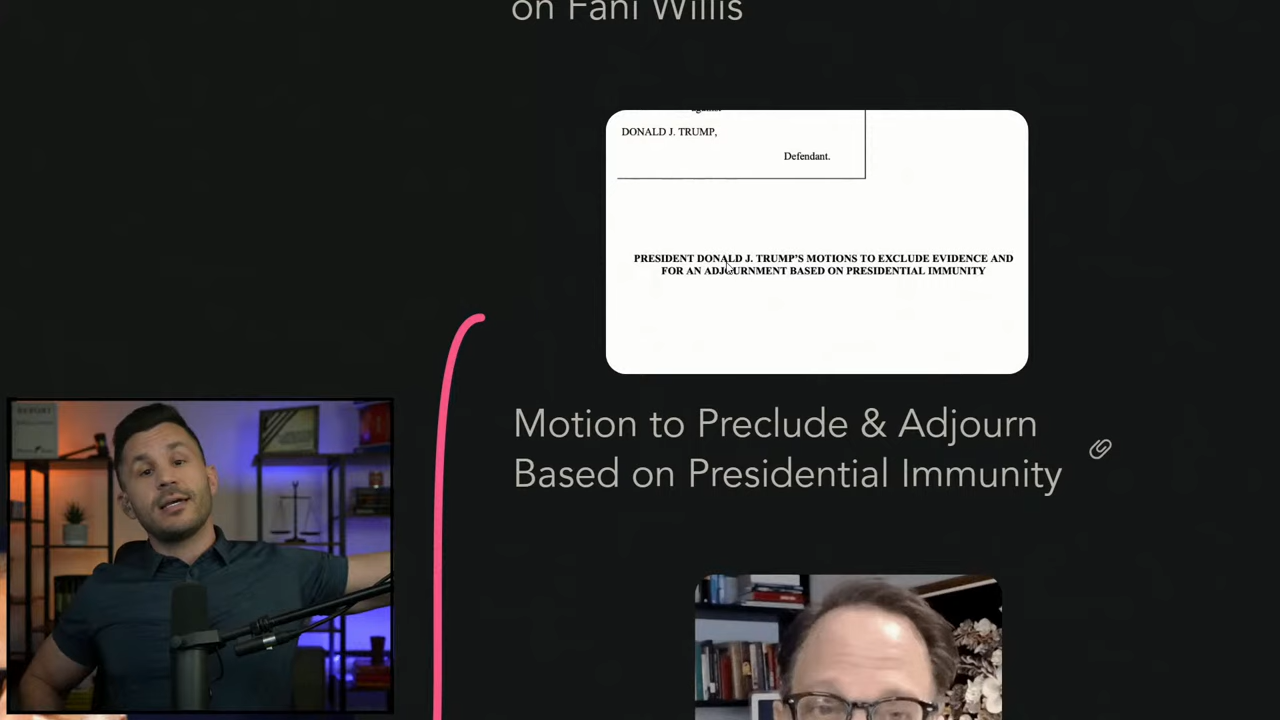 on Fani Willis
DONALD J. TRUMP,
Defendant.
PRESIDENT DONALD J. TRUMP'S MOTIONS TO EXCLUDE EVIDENCE AND
FOR AN ADJOURNMENT BASED ON PRESIDENTIAL IMMUNITY
Motion to Preclude & Adjourn
Based on Presidential Immunity